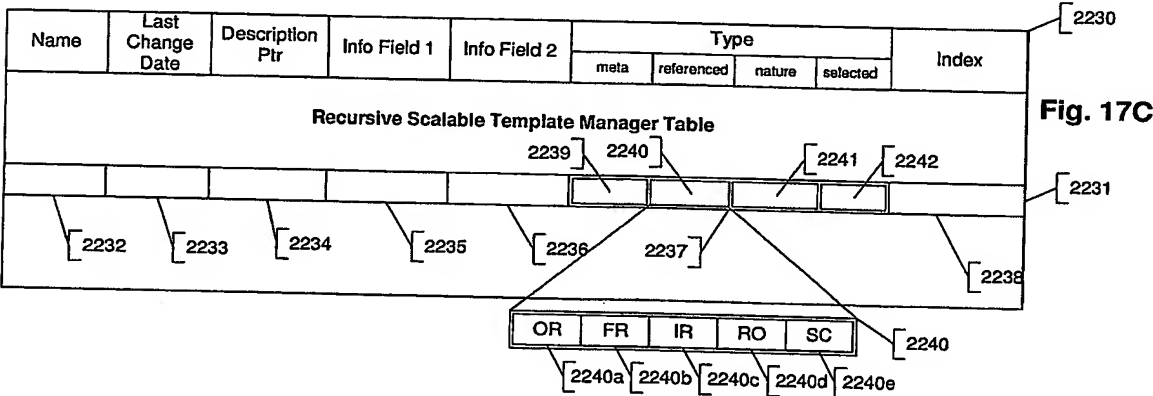 2230
Name
Last Change Date
Description Ptr
Info Field 1
Info Field 2
Type
meta
referenced
nature
selected
Index
Fig. 17C
Recursive Scalable Template Manager Table
2239
2240
2241
2242
2231
2232
2233
2234
2235
2236
2237
2238
OR
FR
IR
RO
SC
2240
2240a
2240b
2240c
2240d
2240e